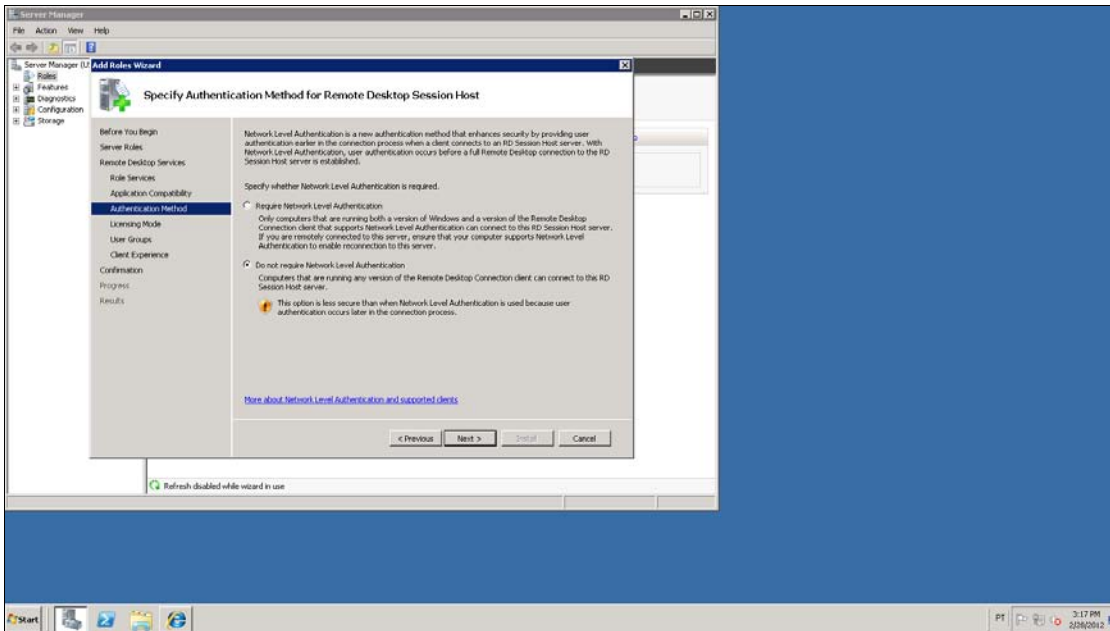 Server Manager
File Action View Help
Server Manager (U
Roles
Features
Diagnostics
Configuration
Storage
Add Roles Wizard
Specify Authentication Method for Remote Desktop Session Host
Before You Begin
Server Roles
Remote Desktop Services
Role Services
Application Compatibility
Authentication Method
Licensing Mode
User Groups
Client Experience
Confirmation
Progress
Results
Network Level Authentication is a new authentication method that enhances security by providing user
authentication earlier in the connection process when a client connects to an RD Session Host server. With
Network Level Authentication, user authentication occurs before a full Remote Desktop connection to the RD
Session Host server is established.
Specify whether Network Level Authentication is required.
Require Network Level Authentication
Only computers that are running both a version of Windows and a version of the Remote Desktop
Connection client that supports Network Level Authentication can connect to this RD Session Host server.
If you are remotely connected to this server, ensure that your computer supports Network Level
Authentication to enable reconnection to this server.
Do not require Network Level Authentication
Computers that are running any version of the Remote Desktop Connection client can connect to this RD
Session Host server.
This option is less secure than when Network Level Authentication is used because user
authentication occurs later in the connection process.
More about Network Level Authentication and supported clients
< Previous Next > Install Cancel
Refresh disabled while wizard in use
Start
PT
3:17 PM
2/28/2012